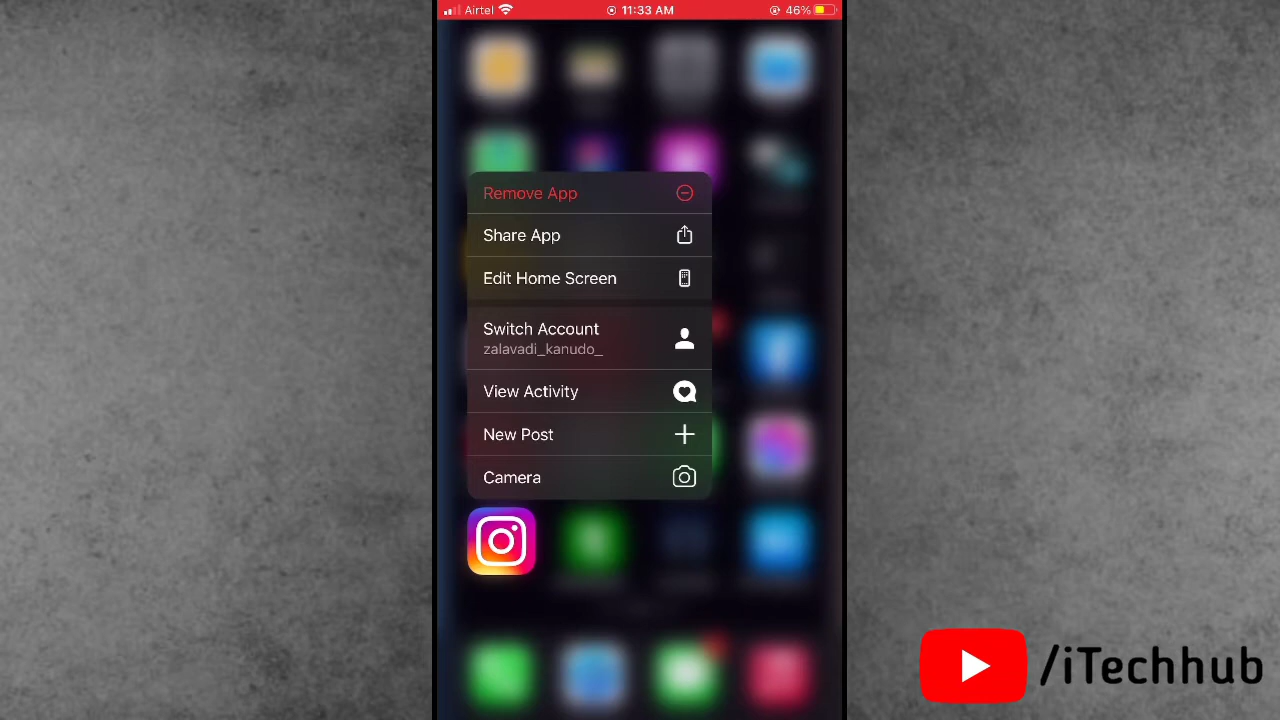 Airtel 11:33 AM 46%
Remove App
Share App
Edit Home Screen
Switch Account
zalavadi_kanudo_
View Activity
New Post
Camera
/iTechhub